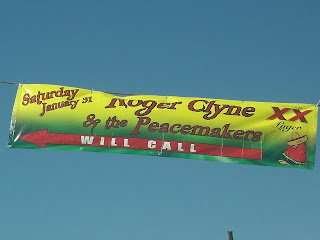 Saturday
January 31
Roger Clyne
& the Peacemakers
XX
Lager
WILL CALL